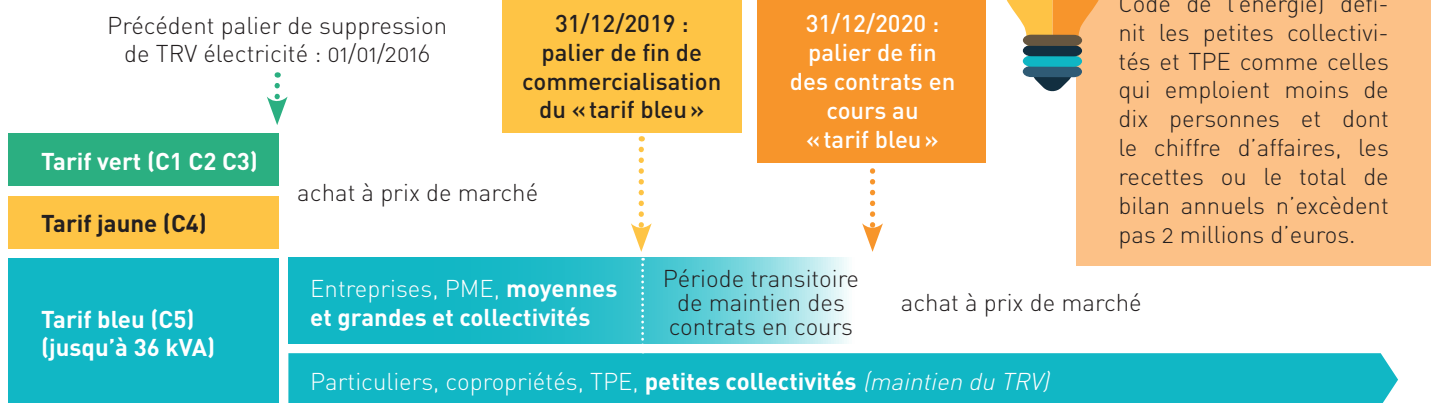 Précédent palier de suppression
de TRV électricité : 01/01/2016
31/12/2019 :
palier de fin de
commercialisation
du « tarif bleu »
31/12/2020 :
palier de fin
des contrats en
cours au
« tarif bleu »
Code de l'énergie) défi-
nit les petites collectivi-
tés et TPE comme celles
qui emploient moins de
dix personnes et dont
le chiffre d'affaires, les
recettes ou le total de
bilan annuels n'excèdent
pas 2 millions d'euros.
Tarif vert (C1 C2 C3)
Tarif jaune (C4)
achat à prix de marché
Tarif bleu (C5)
(jusqu'à 36 kVA)
Entreprises, PME, moyennes
et grandes et collectivités
Période transitoire
de maintien des
contrats en cours
achat à prix de marché
Particuliers, copropriétés, TPE, petites collectivités (maintien du TRV)